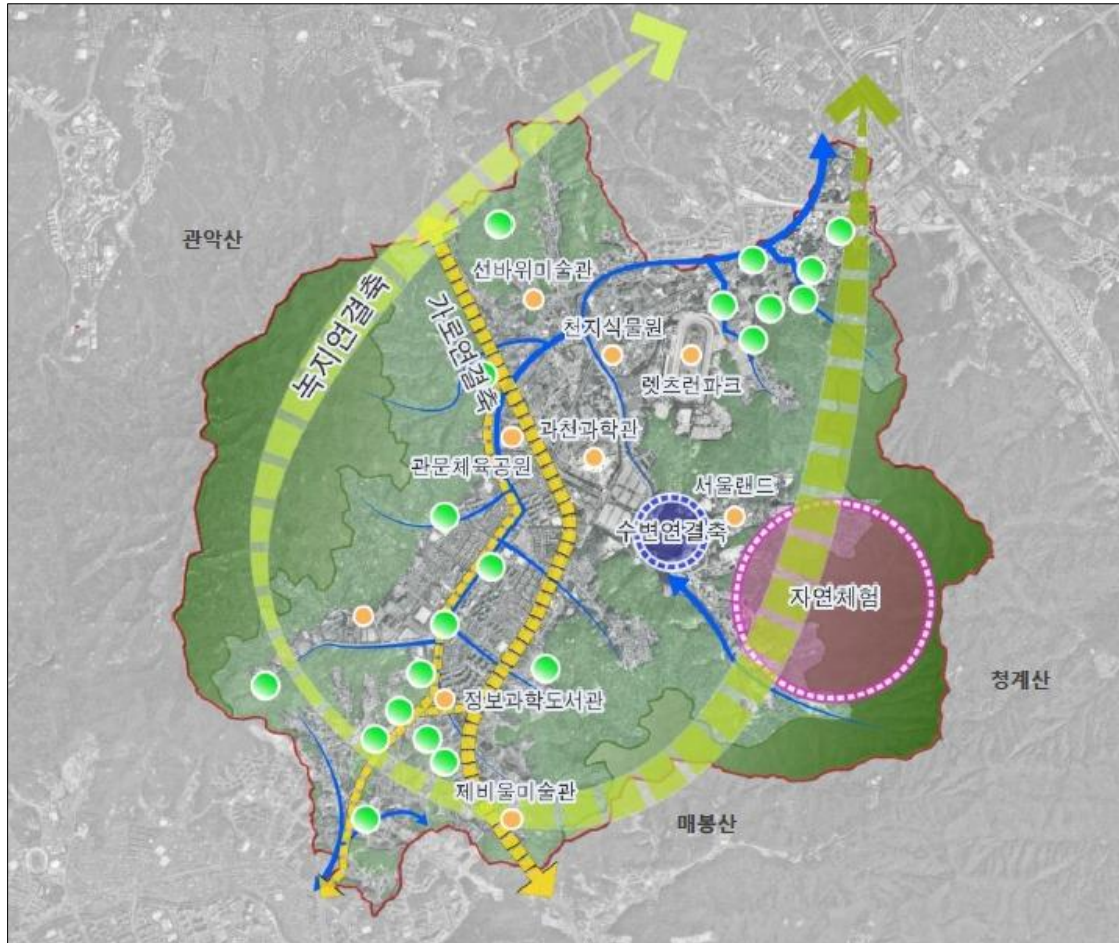 관악산
선바위미술관
녹지연결축
가로연결축
천지식물원
렛츠런파크
과천과학관
관문체육공원
서울랜드
수변연결축
자연체험
청계산
정보과학도서관
제비울미술관
매봉산